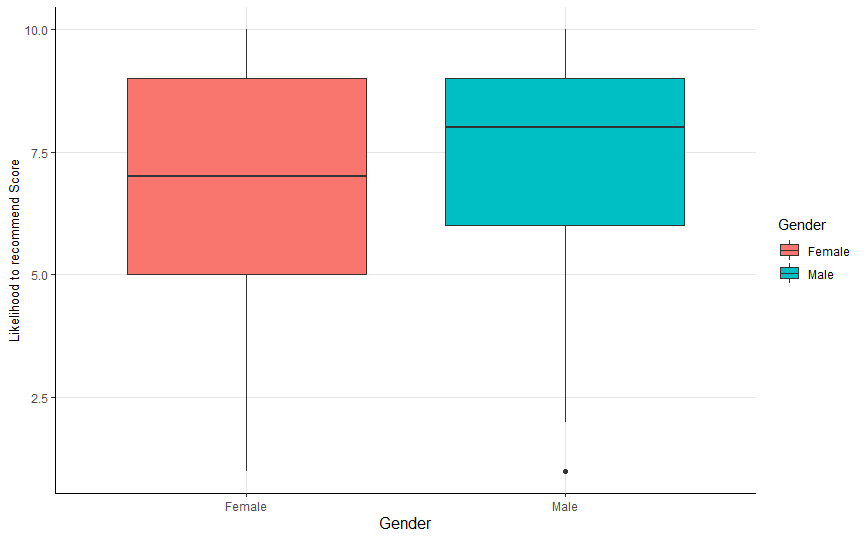 10.0
7.5
5.0
2.5
Likelihood to recommend Score
Female
Male
Gender
Gender
Female
Male